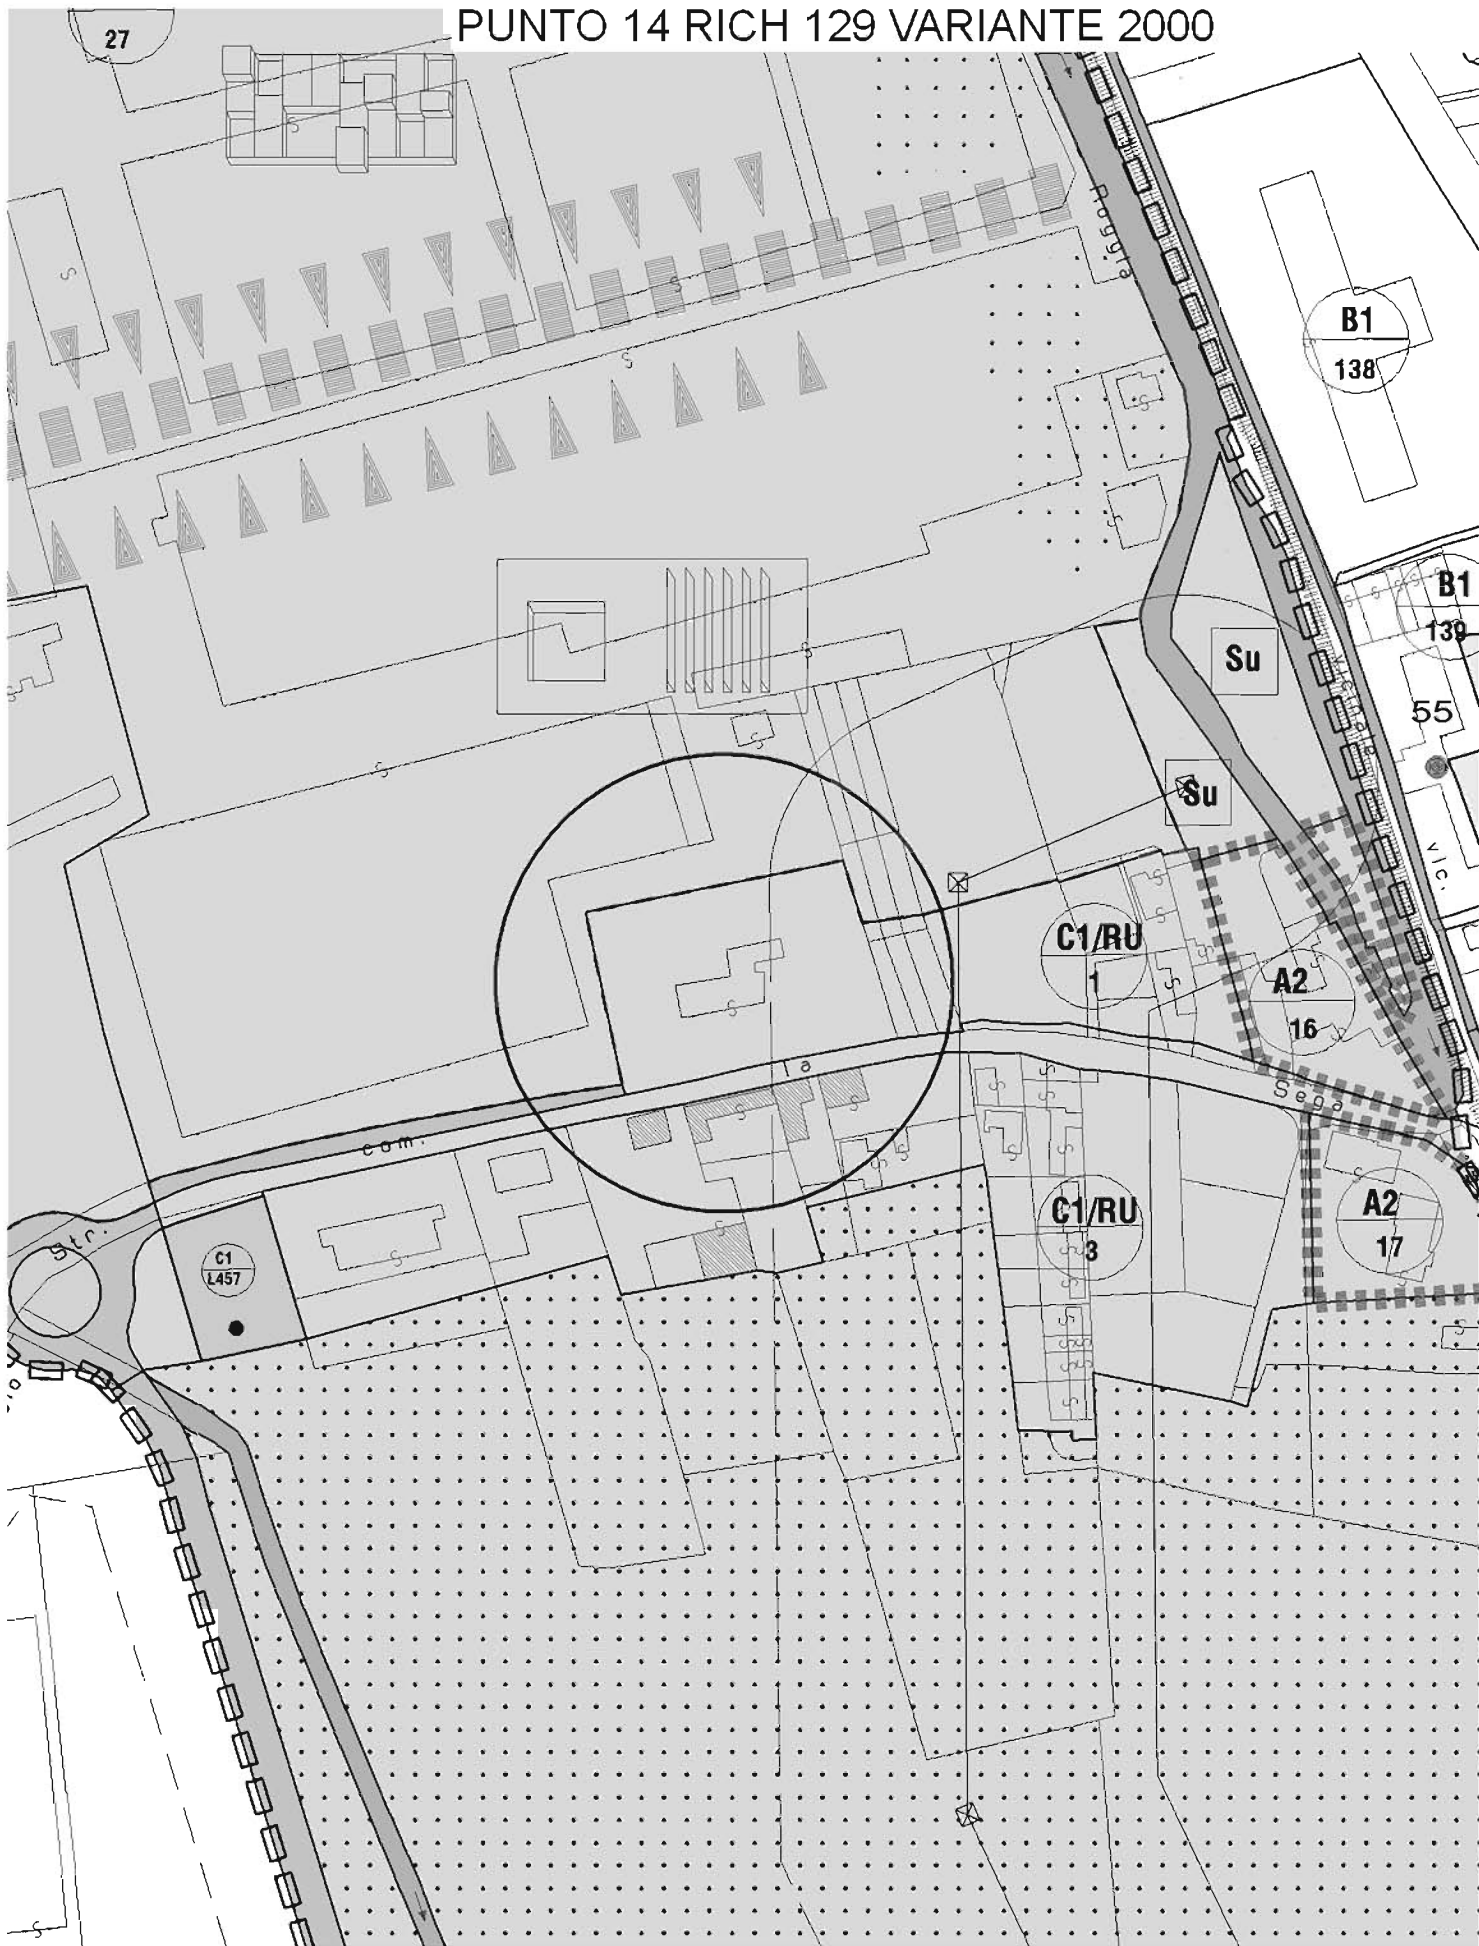 PUNTO 14 RICH 129 VARIANTE 2000
27
Roggia
B1
138
B1
139
Su
55
Su
vic.
C1/RU
1
A2
16
la
Sega
com.
Str.
C1
L457
C1/RU
3
A2
17